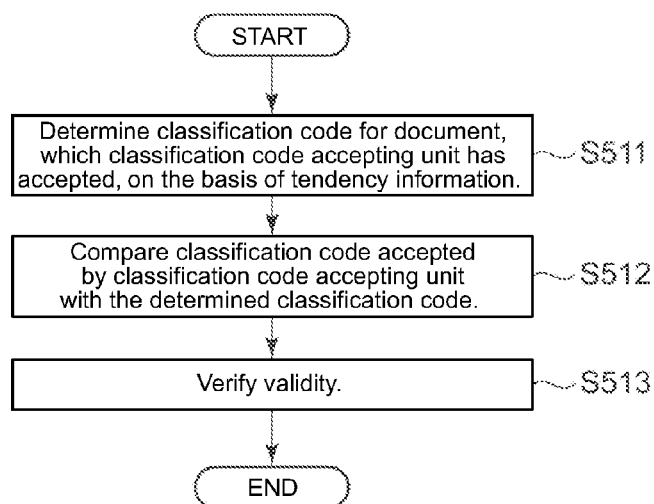 START
Determine classification code for document,
which classification code accepting unit has
accepted, on the basis of tendency information.
S511
Compare classification code accepted
by classification code accepting unit
with the determined classification code.
S512
Verify validity.
S513
END